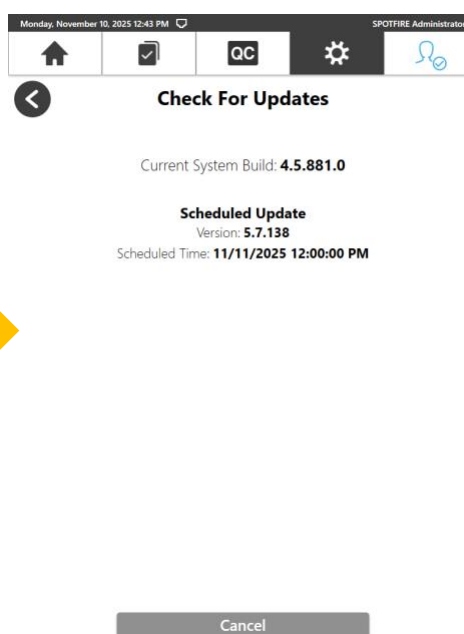 Monday, November 10, 2025 12:43 PM SPOTFIRE Administrator
QC
Check For Updates
Current System Build: 4.5.881.0
Scheduled Update
Version: 5.7.138
Scheduled Time: 11/11/2025 12:00:00 PM
Cancel